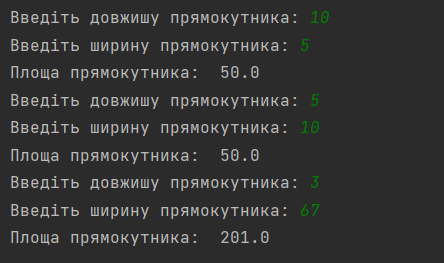 Введіть довжишу прямокутника: 10
Введіть ширину прямокутника: 5
Площа прямокутника:  50.0
Введіть довжишу прямокутника: 5
Введіть ширину прямокутника: 10
Площа прямокутника:  50.0
Введіть довжишу прямокутника: 3
Введіть ширину прямокутника: 67
Площа прямокутника:  201.0